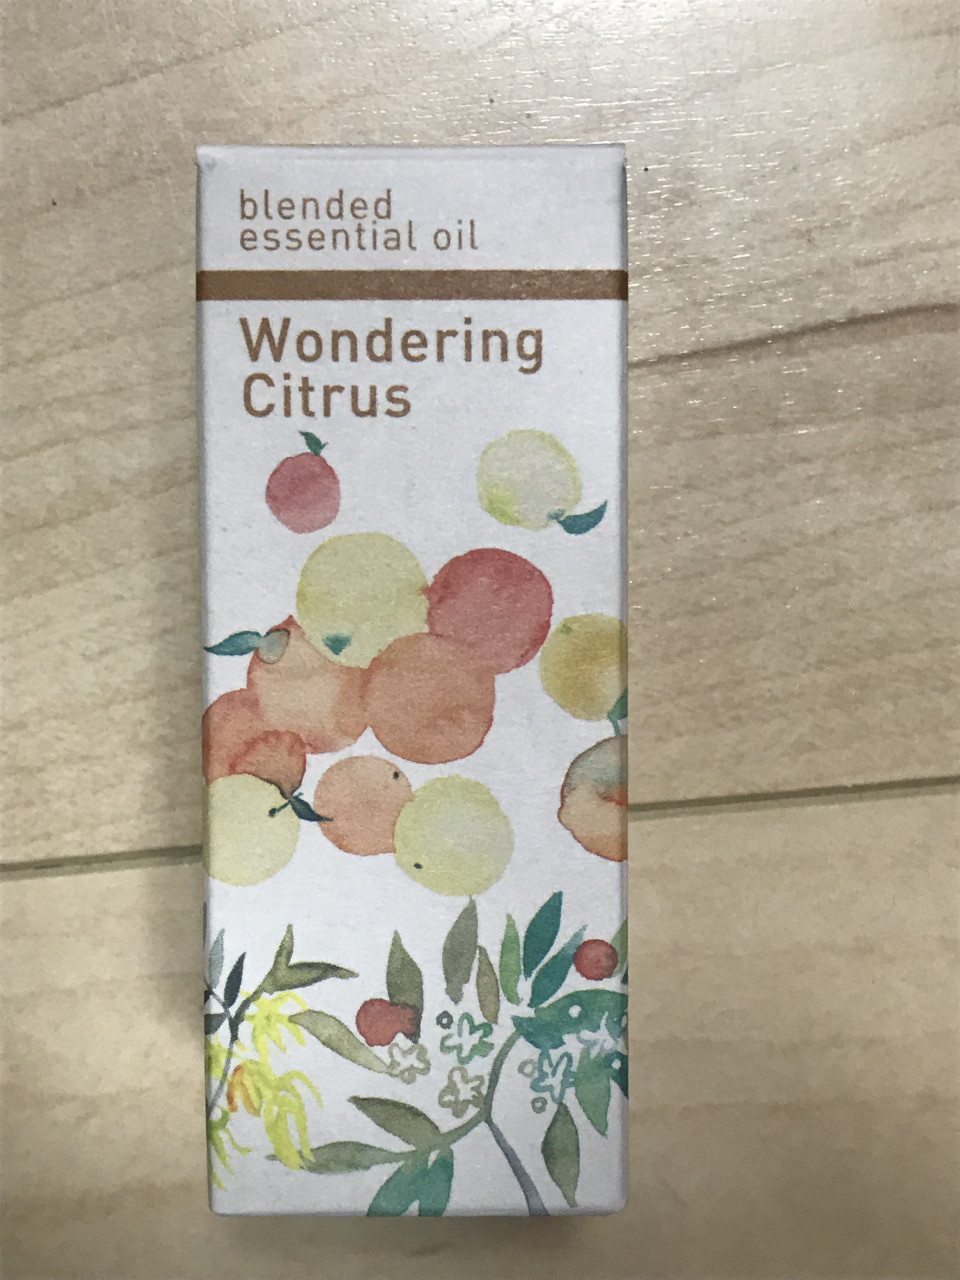 blended
essential oil
Wondering
Citrus